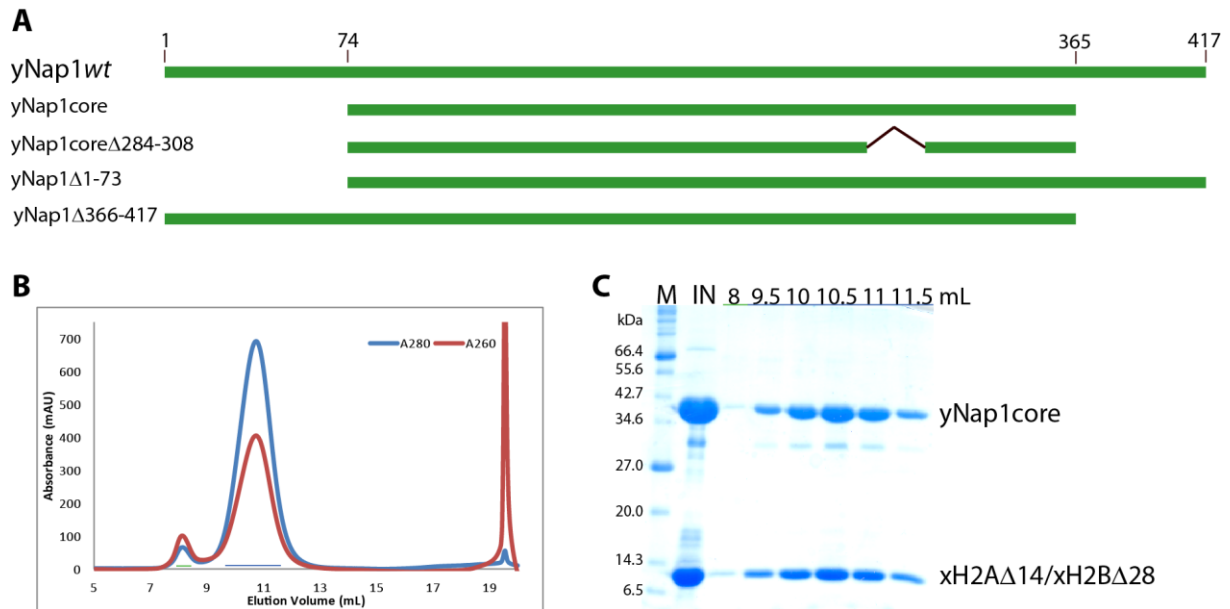 A
1 74 365 417
yNap1wt
yNap1core
yNap1coreΔ284-308
yNap1Δ1-73
yNap1Δ366-417
B
Absorbance (mAU)
700
600
500
400
300
200
100
0
A280 A260
5 7 9 11 13 15 17 19
Elution Volume (mL)
C
M IN 8 9.5 10 10.5 11 11.5 mL
kDa
66.4
55.6
42.7
34.6
27.0
20.0
14.3
6.5
yNap1core
xH2AΔ14/xH2BΔ28